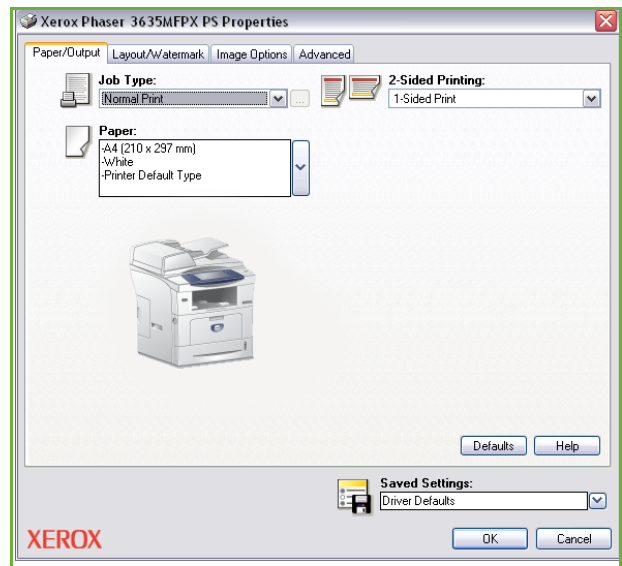 Xerox Phaser 3635MFPX PS Properties
Paper/Output Layout/Watermark Image Options Advanced
Job Type: 2-Sided Printing:
Normal Print ... 1-Sided Print
Paper:
-A4 (210 x 297 mm)
-White
-Printer Default Type
Defaults Help
Saved Settings:
Driver Defaults
XEROX OK Cancel